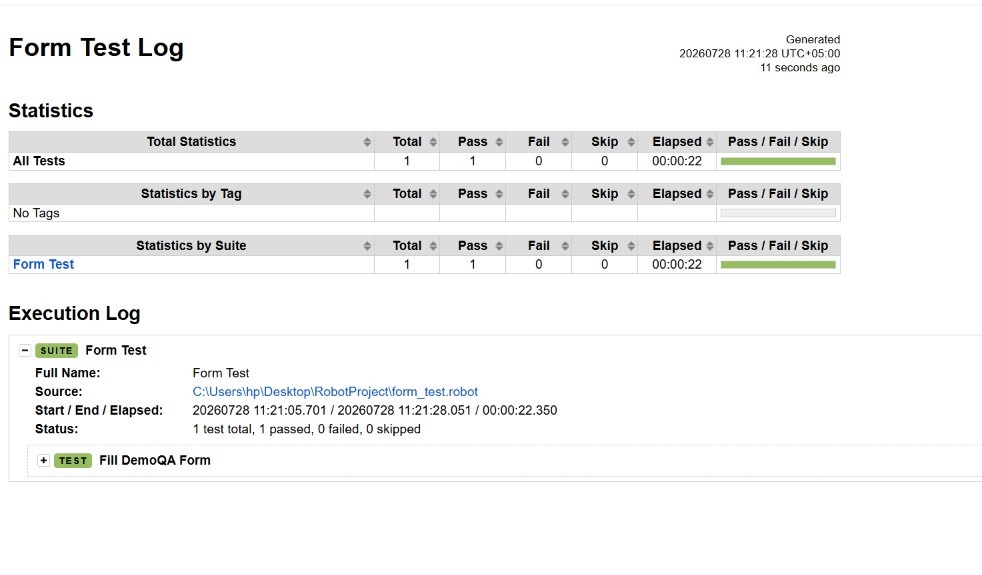 Form Test Log
Generated
20260728 11:21:28 UTC+05:00
11 seconds ago
Statistics
Total Statistics Total Pass Fail Skip Elapsed Pass / Fail / Skip
All Tests 1 1 0 0 00:00:22
Statistics by Tag Total Pass Fail Skip Elapsed Pass / Fail / Skip
No Tags
Statistics by Suite Total Pass Fail Skip Elapsed Pass / Fail / Skip
Form Test 1 1 0 0 00:00:22
Execution Log
SUITE Form Test
Full Name: Form Test
Source: C:\Users\hp\Desktop\RobotProject\form_test.robot
Start / End / Elapsed: 20260728 11:21:05.701 / 20260728 11:21:28.051 / 00:00:22.350
Status: 1 test total, 1 passed, 0 failed, 0 skipped
TEST Fill DemoQA Form